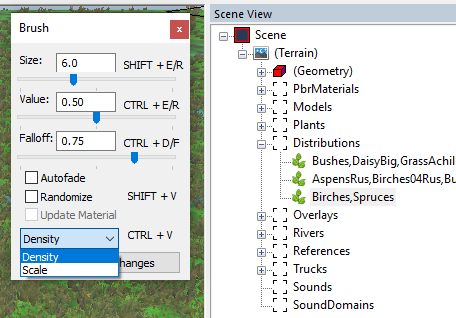 Brush
x
Size:
6.0
SHIFT + E/R
Value:
0.50
CTRL + E/R
Falloff:
0.75
CTRL + D/F
Autofade
Randomize
SHIFT + V
Update Material
Density
CTRL + V
Density
Scale
hanges
Scene View
Scene
(Terrain)
(Geometry)
PbrMaterials
Models
Plants
Distributions
Bushes,DaisyBig,GrassAchil
AspensRus,Birches04Rus,Bu
Birches,Spruces
Overlays
Rivers
References
Trucks
Sounds
SoundDomains